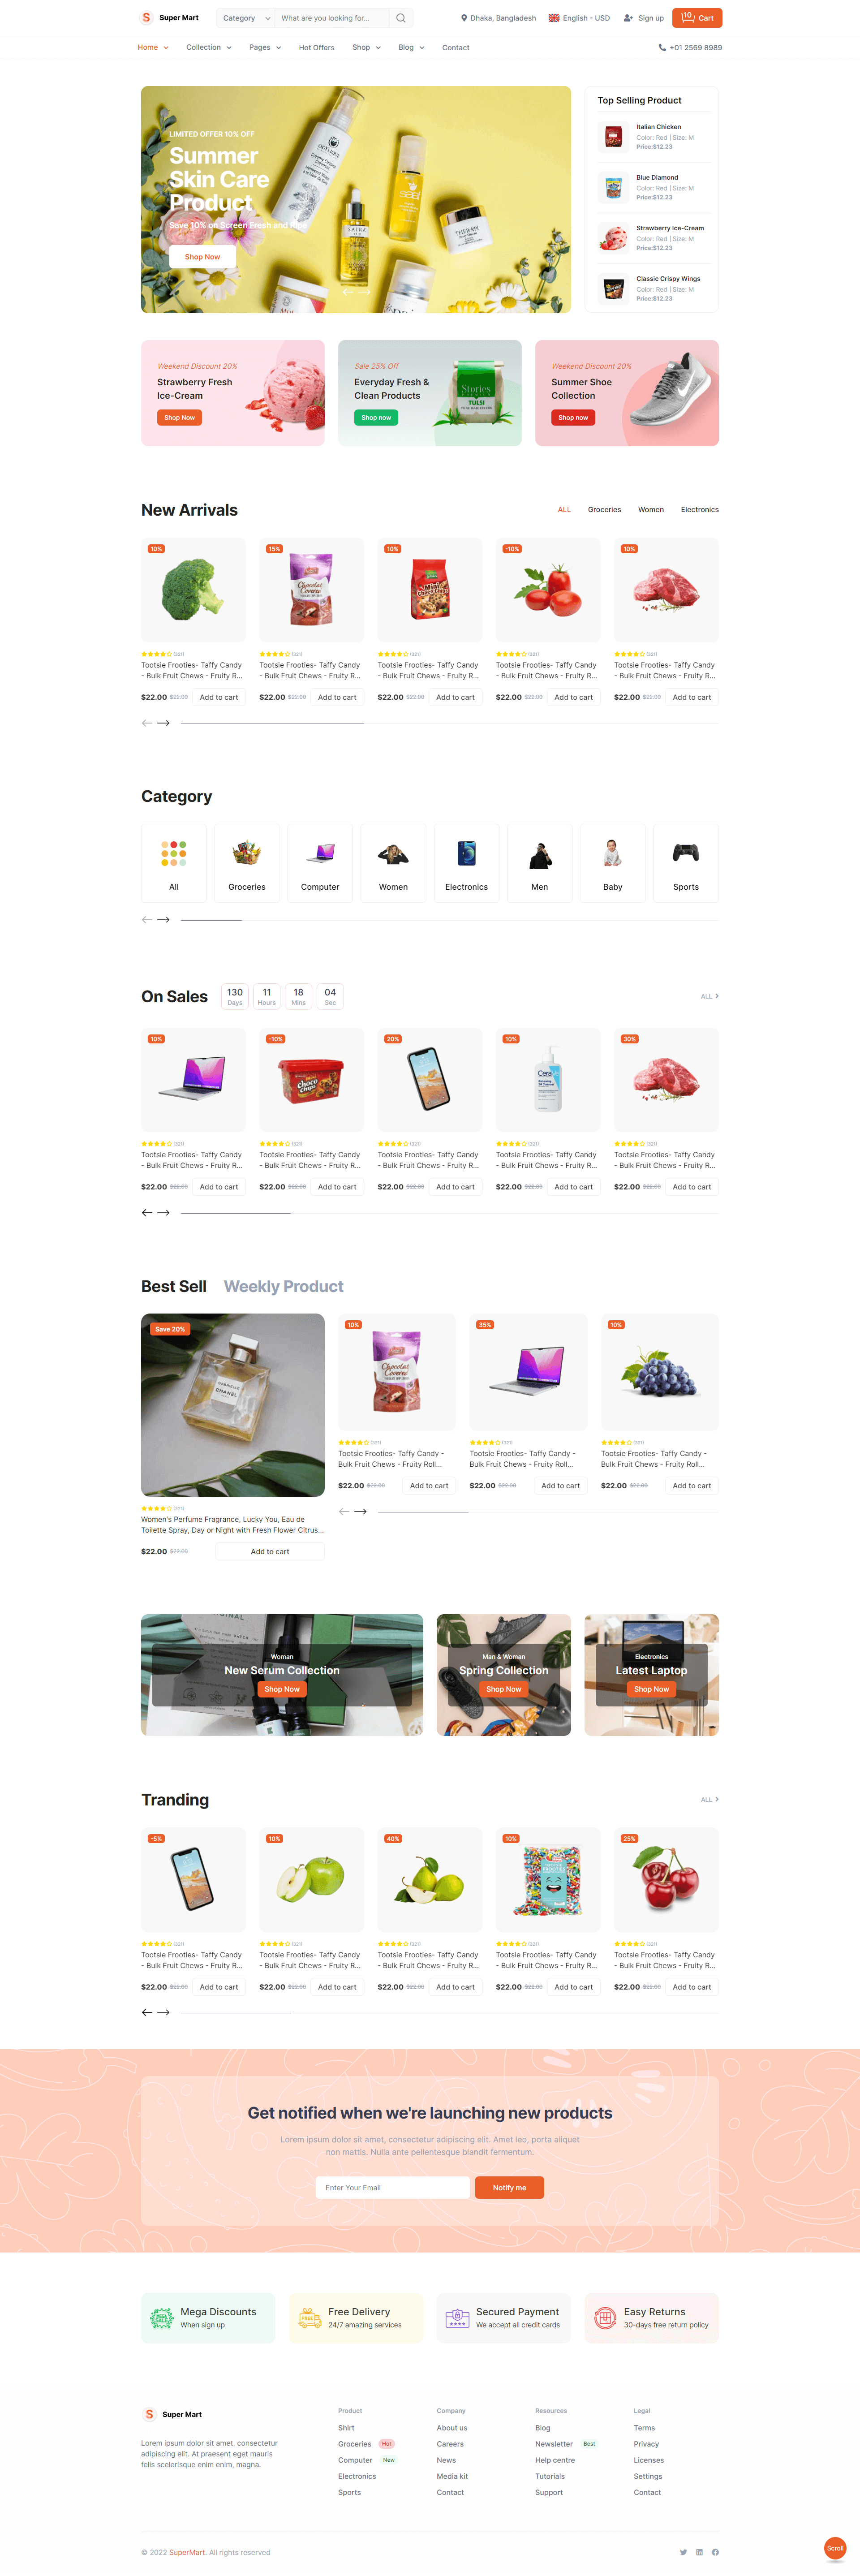 S Super Mart
Category What are you looking for...
Dhaka, Bangladesh
English - USD
Sign up
10 Cart
Home Collection Pages Hot Offers Shop Blog Contact
+01 2569 8989
LIMITED OFFER 10% OFF
Summer
Skin Care
Product
Save 10% on Screen Fresh and Ripe
Shop Now
Top Selling Product
Italian Chicken
Color: Red | Size: M
Price:$12.23
Blue Diamond
Color: Red | Size: M
Price:$12.23
Strawberry Ice-Cream
Color: Red | Size: M
Price:$12.23
Classic Crispy Wings
Color: Red | Size: M
Price:$12.23
Weekend Discount 20%
Strawberry Fresh
Ice-Cream
Shop Now
Sale 25% Off
Everyday Fresh &
Clean Products
Shop now
Stories
TULSI
Weekend Discount 20%
Summer Shoe
Collection
Shop now
New Arrivals
ALL Groceries Women Electronics
10% 15% 10% -10% 10%
(321) (321) (321) (321) (321)
Tootsie Frooties- Taffy Candy Tootsie Frooties- Taffy Candy Tootsie Frooties- Taffy Candy Tootsie Frooties- Taffy Candy Tootsie Frooties- Taffy Candy
- Bulk Fruit Chews - Fruity R... - Bulk Fruit Chews - Fruity R... - Bulk Fruit Chews - Fruity R... - Bulk Fruit Chews - Fruity R... - Bulk Fruit Chews - Fruity R...
$22.00 $22.00 Add to cart $22.00 $22.00 Add to cart $22.00 $22.00 Add to cart $22.00 $22.00 Add to cart $22.00 $22.00 Add to cart
Category
All Groceries Computer Women Electronics Men Baby Sports
On Sales
130 11 18 04
Days Hours Mins Sec
ALL
10% -10% 20% 10% 30%
(321) (321) (321) (321) (321)
Tootsie Frooties- Taffy Candy Tootsie Frooties- Taffy Candy Tootsie Frooties- Taffy Candy Tootsie Frooties- Taffy Candy Tootsie Frooties- Taffy Candy
- Bulk Fruit Chews - Fruity R... - Bulk Fruit Chews - Fruity R... - Bulk Fruit Chews - Fruity R... - Bulk Fruit Chews - Fruity R... - Bulk Fruit Chews - Fruity R...
$22.00 $22.00 Add to cart $22.00 $22.00 Add to cart $22.00 $22.00 Add to cart $22.00 $22.00 Add to cart $22.00 $22.00 Add to cart
Best Sell Weekly Product
Save 20%
CHANEL
(321)
Women's Perfume Fragrance, Lucky You, Eau de
Toilette Spray, Day or Night with Fresh Flower Citrus...
$22.00 $23.00 Add to cart
10% 35% 10%
(321) (321) (321)
Tootsie Frooties- Taffy Candy - Tootsie Frooties- Taffy Candy - Tootsie Frooties- Taffy Candy -
Bulk Fruit Chews - Fruity Roll... Bulk Fruit Chews - Fruity Roll... Bulk Fruit Chews - Fruity Roll...
$22.00 $22.00 Add to cart $22.00 $22.00 Add to cart $22.00 $22.00 Add to cart
Woman
New Serum Collection
Shop Now
Man & Woman
Spring Collection
Shop Now
Electronics
Latest Laptop
Shop Now
Tranding
ALL
-5% 10% 40% 10% 25%
(321) (321) (321) (321) (321)
Tootsie Frooties- Taffy Candy Tootsie Frooties- Taffy Candy Tootsie Frooties- Taffy Candy Tootsie Frooties- Taffy Candy Tootsie Frooties- Taffy Candy
- Bulk Fruit Chews - Fruity R... - Bulk Fruit Chews - Fruity R... - Bulk Fruit Chews - Fruity R... - Bulk Fruit Chews - Fruity R... - Bulk Fruit Chews - Fruity R...
$22.00 $22.00 Add to cart $22.00 $22.00 Add to cart $22.00 $22.00 Add to cart $22.00 $22.00 Add to cart $22.00 $22.00 Add to cart
Get notified when we're launching new products
Lorem ipsum dolor sit amet, consectetur adipiscing elit. Amet leo, porta aliquet
non mattis. Nulla ante pellentesque blandit fermentum.
Enter Your Email
Notify me
Mega Discounts
When sign up
Free Delivery
24/7 amazing services
Secured Payment
We accept all credit cards
Easy Returns
30-days free return policy
S Super Mart
Lorem ipsum dolor sit amet, consectetur
adipiscing elit. At praesent eget mauris
felis scelerisque enim enim, magna.
Product
Shirt
Groceries Hot
Computer New
Electronics
Sports
Company
About us
Careers
News
Media kit
Contact
Resources
Blog
Newsletter Best
Help centre
Tutorials
Support
Legal
Terms
Privacy
Licenses
Settings
Contact
© 2022 SuperMart. All rights reserved
Scroll